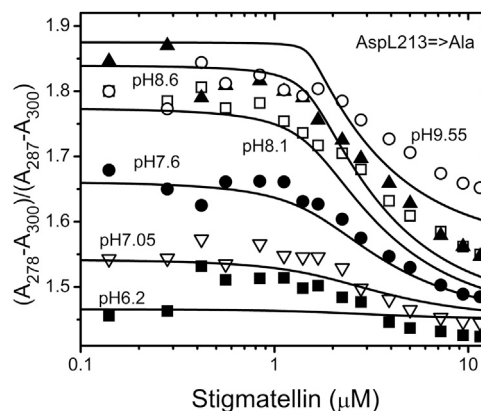 AspL213=>Ala
(A278-A300)/(A287-A300)
1.9
1.8
1.7
1.6
1.5
pH8.6
pH9.55
pH8.1
pH7.6
pH7.05
pH6.2
0.1
1
10
Stigmatellin (μM)